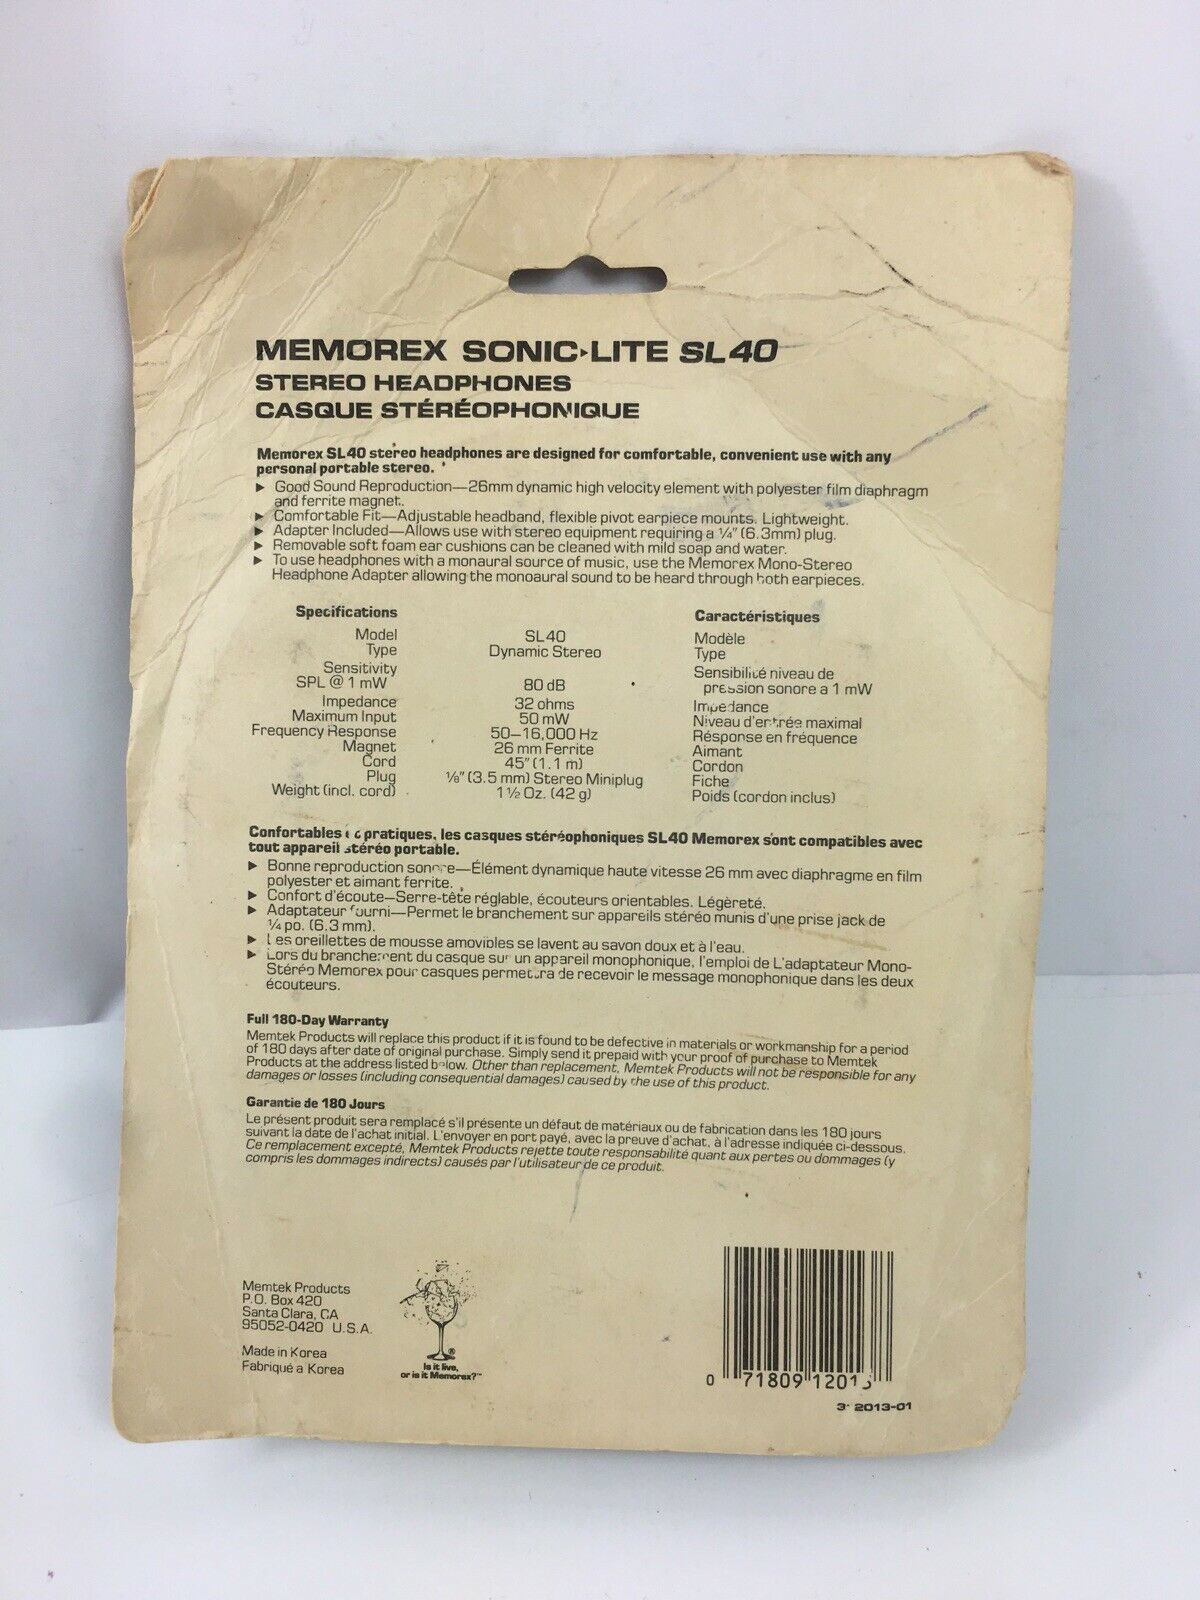 MEMOREX SONIC▸LITE SL40
STEREO HEADPHONES
CASQUE STÉRÉOPHONIQUE
Memorex SL40 stereo headphones are designed for comfortable, convenient use with any
personal portable stereo.
▸ Good Sound Reproduction—26mm dynamic high velocity element with polyester film diaphragm
and ferrite magnet.
▸ Comfortable Fit—Adjustable headband, flexible pivot earpiece mounts. Lightweight.
▸ Adapter Included—Allows use with stereo equipment requiring a ¼" (6.3mm) plug.
▸ Removable soft foam ear cushions can be cleaned with mild soap and water.
▸ To use headphones with a monaural source of music, use the Memorex Mono-Stereo
Headphone Adapter allowing the monoaural sound to be heard through both earpieces.
Specifications Caractéristiques
Model SL40 Modèle
Type Dynamic Stereo Type
Sensitivity Sensibilité niveau de
SPL @ 1 mW 80 dB pression sonore a 1 mW
Impedance 32 ohms Impedance
Maximum Input 50 mW Niveau d'entrée maximal
Frequency Response 50–16,000 Hz Résponse en fréquence
Magnet 26 mm Ferrite Aimant
Cord 45" (1.1 m) Cordon
Plug ⅛" (3.5 mm) Stereo Miniplug Fiche
Weight (incl. cord) 1½ Oz. (42 g) Poids (cordon inclus)
Confortables pratiques, les casques stéréophoniques SL40 Memorex sont compatibles avec
tout appareil stéréo portable.
▸ Bonne reproduction sonore—Élément dynamique haute vitesse 26 mm avec diaphragme en film
polyester et aimant ferrite.
▸ Confort d'écoute—Serre-tête réglable, écouteurs orientables. Légèreté.
▸ Adaptateur fourni—Permet le branchement sur appareils stéréo munis d'une prise jack de
¼ po. (6.3 mm).
▸ Les oreillettes de mousse amovibles se lavent au savon doux et à l'eau.
▸ Lors du branchement du casque sur un appareil monophonique, l'emploi de L'adaptateur Mono-
Stéréo Memorex pour casques permettra de recevoir le message monophonique dans les deux
écouteurs.
Full 180-Day Warranty
Memtek Products will replace this product if it is found to be defective in materials or workmanship for a period
of 180 days after date of original purchase. Simply send it prepaid with your proof of purchase to Memtek
Products at the address listed below. Other than replacement, Memtek Products will not be responsible for any
damages or losses (including consequential damages) caused by the use of this product.
Garantie de 180 Jours
Le présent produit sera remplacé s'il présente un défaut de matériaux ou de fabrication dans les 180 jours
suivant la date de l'achat initial. L'envoyer en port payé, avec la preuve d'achat, à l'adresse indiquée ci-dessous.
Ce remplacement excepté, Memtek Products rejette toute responsabilité quant aux pertes ou dommages (y
compris les dommages indirects) causés par l'utilisateur de ce produit.
Memtek Products
P.O. Box 420
Santa Clara, CA
95052-0420 U.S.A.
Made in Korea
Fabriqué a Korea
®
Is it live,
or is it Memorex?™
0 71809 12013
2013-01